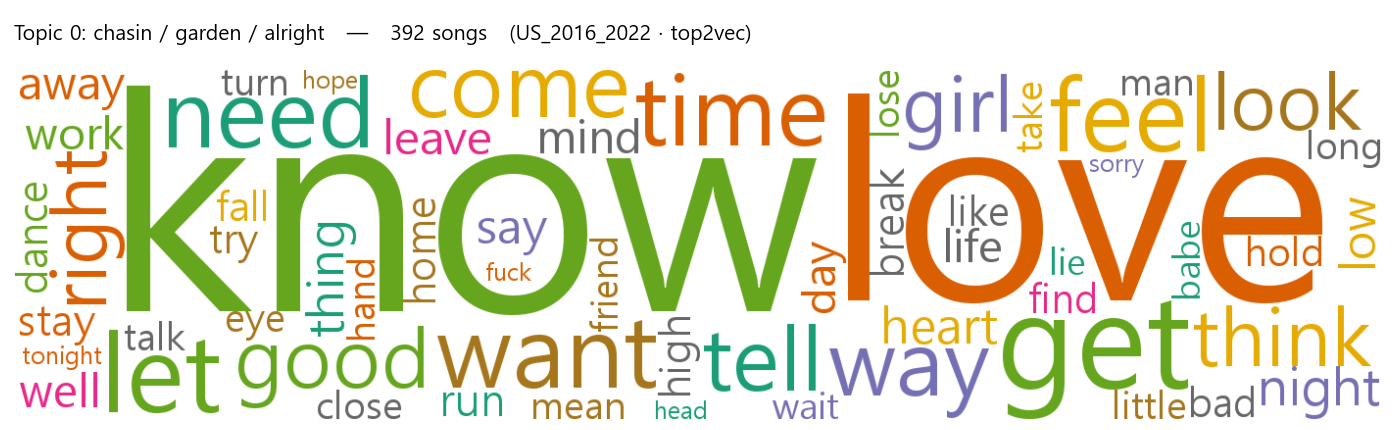 Topic 0: chasin / garden / alright — 392 songs (US_2016_2022 · top2vec)
away
turn
hope
need
come
time
lose
girl
take
feel
man
look
work
leave
mind
long
sorry
right
know
love
break
like
life
dance
fall
try
thing
hand
home
say
fuck
friend
day
lie
find
babe
hold
low
stay
talk
eye
tonight
well
let
good
close
want
run
mean
high
head
tell
wait
way
heart
get
think
little
bad
night